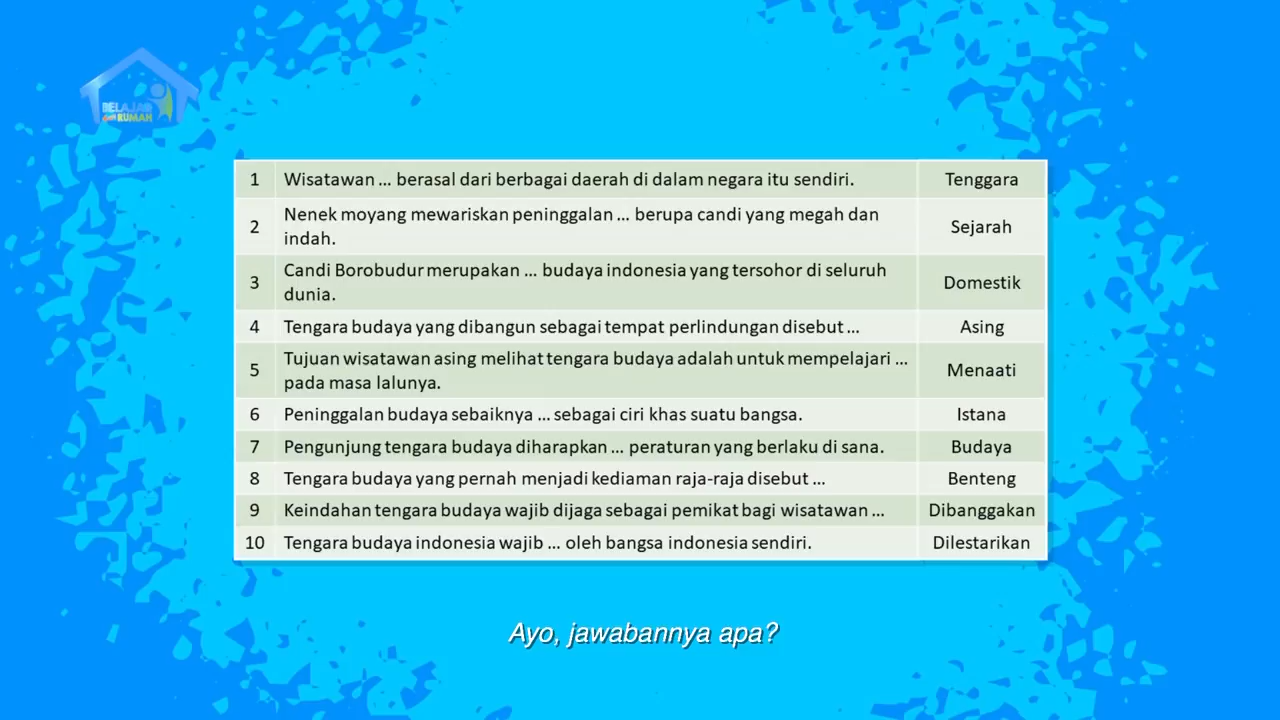 BELAJAR
dari RUMAH
1 Wisatawan ... berasal dari berbagai daerah di dalam negara itu sendiri. Tenggara
2 Nenek moyang mewariskan peninggalan ... berupa candi yang megah dan
indah. Sejarah
3 Candi Borobudur merupakan ... budaya indonesia yang tersohor di seluruh
dunia. Domestik
4 Tengara budaya yang dibangun sebagai tempat perlindungan disebut ... Asing
5 Tujuan wisatawan asing melihat tengara budaya adalah untuk mempelajari ...
pada masa lalunya. Menaati
6 Peninggalan budaya sebaiknya ... sebagai ciri khas suatu bangsa. Istana
7 Pengunjung tengara budaya diharapkan ... peraturan yang berlaku di sana. Budaya
8 Tengara budaya yang pernah menjadi kediaman raja-raja disebut ... Benteng
9 Keindahan tengara budaya wajib dijaga sebagai pemikat bagi wisatawan ... Dibanggakan
10 Tengara budaya indonesia wajib ... oleh bangsa indonesia sendiri. Dilestarikan
Ayo, jawabannya apa?